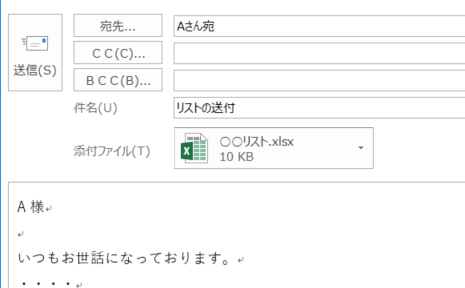 宛先...
Aさん宛
送信(S)
ＣＣ(C)...
ＢＣＣ(B)...
件名(U)
リストの送付
添付ファイル(T)
〇〇リスト.xlsx
10 KB
A 様↵
↵
いつもお世話になっております。↵
・・・・↵